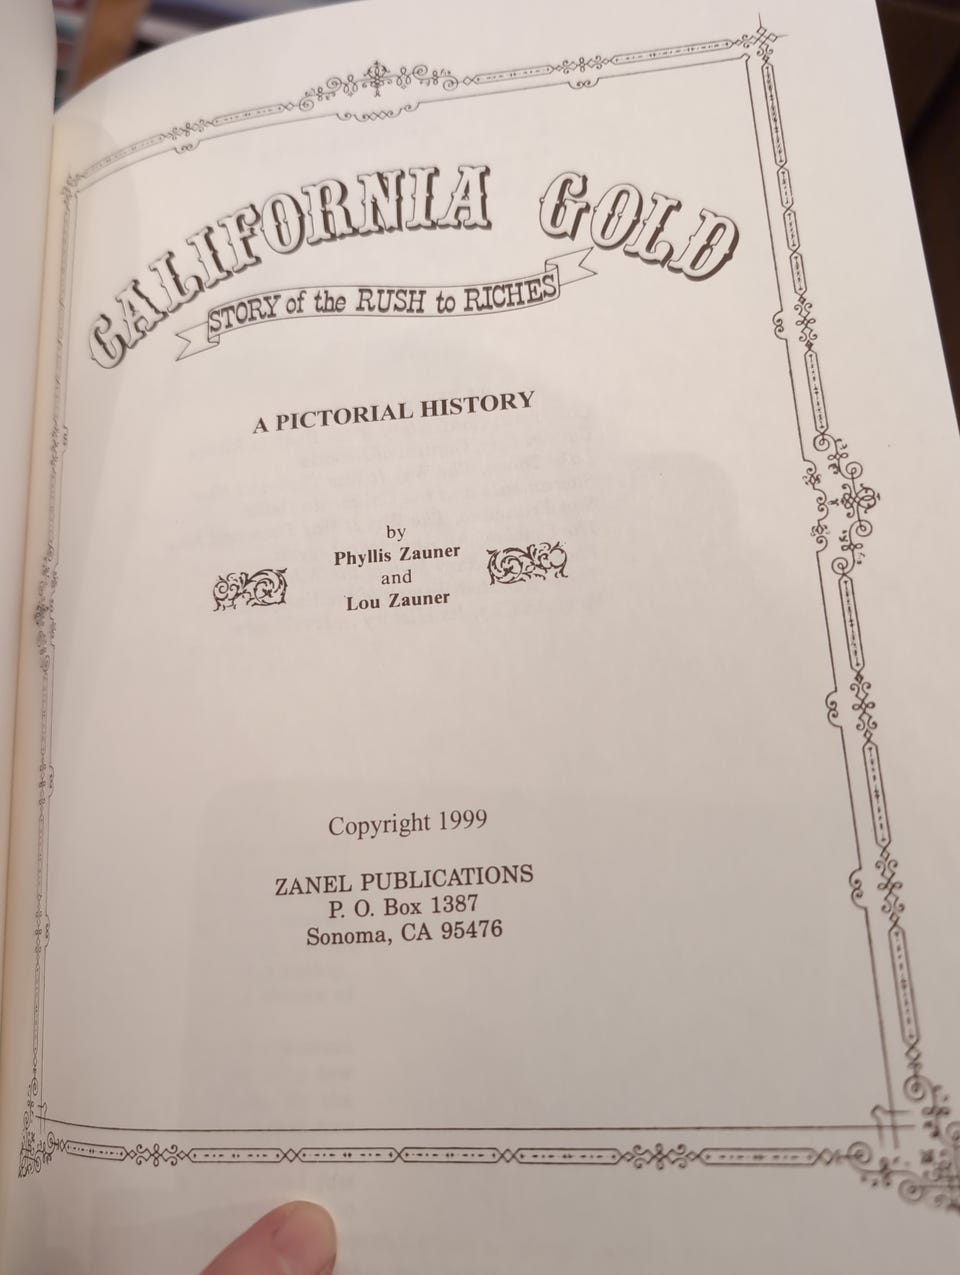 CALIFORNIA GOLD
STORY of the RUSH to RICHES
A PICTORIAL HISTORY
by
Phyllis Zauner
and
Lou Zauner
Copyright 1999
ZANEL PUBLICATIONS
P. O. Box 1387
Sonoma, CA 95476